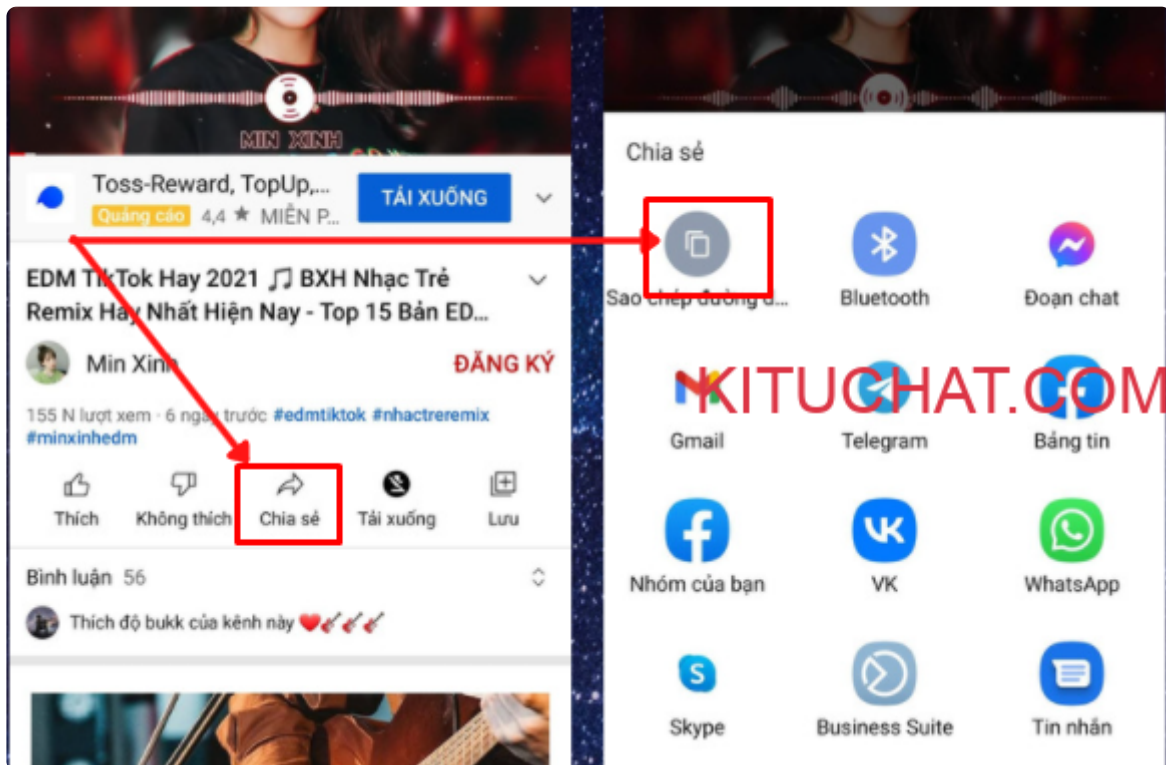 MIN XINH
Toss-Reward, TopUp,...
TẢI XUỐNG
Quảng cáo 4,4 ★ MIỄN P...
EDM TikTok Hay 2021 🎵 BXH Nhạc Trẻ
Remix Hay Nhất Hiện Nay - Top 15 Bản ED...
Min Xinh
ĐĂNG KÝ
155 N lượt xem · 6 ngày trước #edmtiktok #nhactreremix
#minxinhedm
Thích Không thích Chia sẻ Tải xuống Lưu
Bình luận 56
Thích độ bukk của kênh này ❤️🎸🎸🎸
Chia sẻ
Sao chép đường d... Bluetooth Đoạn chat
KITUCHAT.COM
Gmail Telegram Bảng tin
Nhóm của bạn VK WhatsApp
Skype Business Suite Tin nhắn